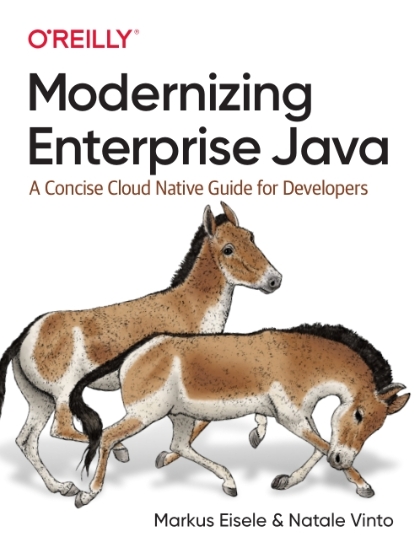 O'REILLY®
Modernizing
Enterprise Java
A Concise Cloud Native Guide for Developers
Markus Eisele & Natale Vinto